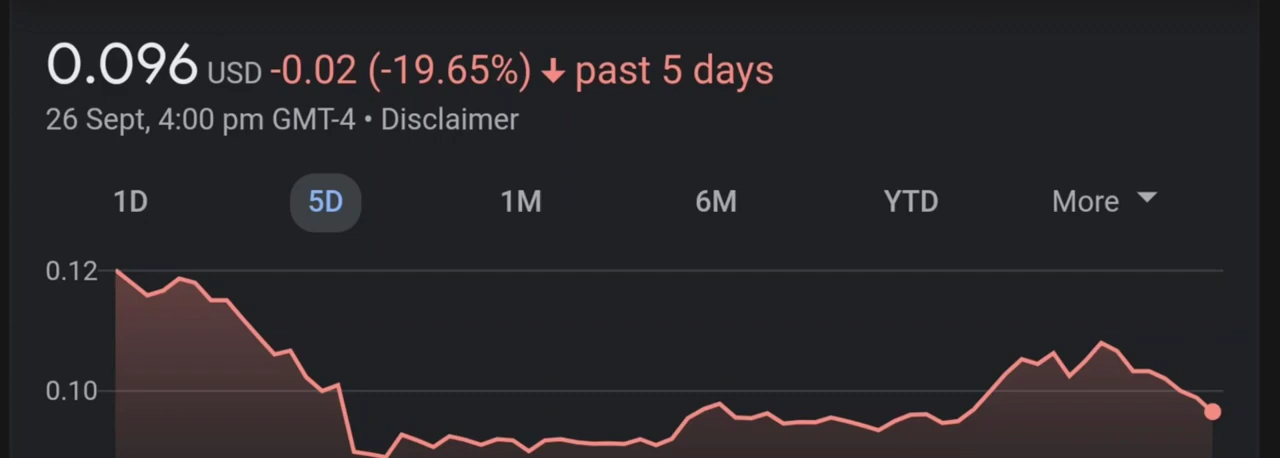 0.096 USD -0.02 (-19.65%) ↓ past 5 days
26 Sept, 4:00 pm GMT-4 • Disclaimer
1D 5D 1M 6M YTD More
0.12
0.10